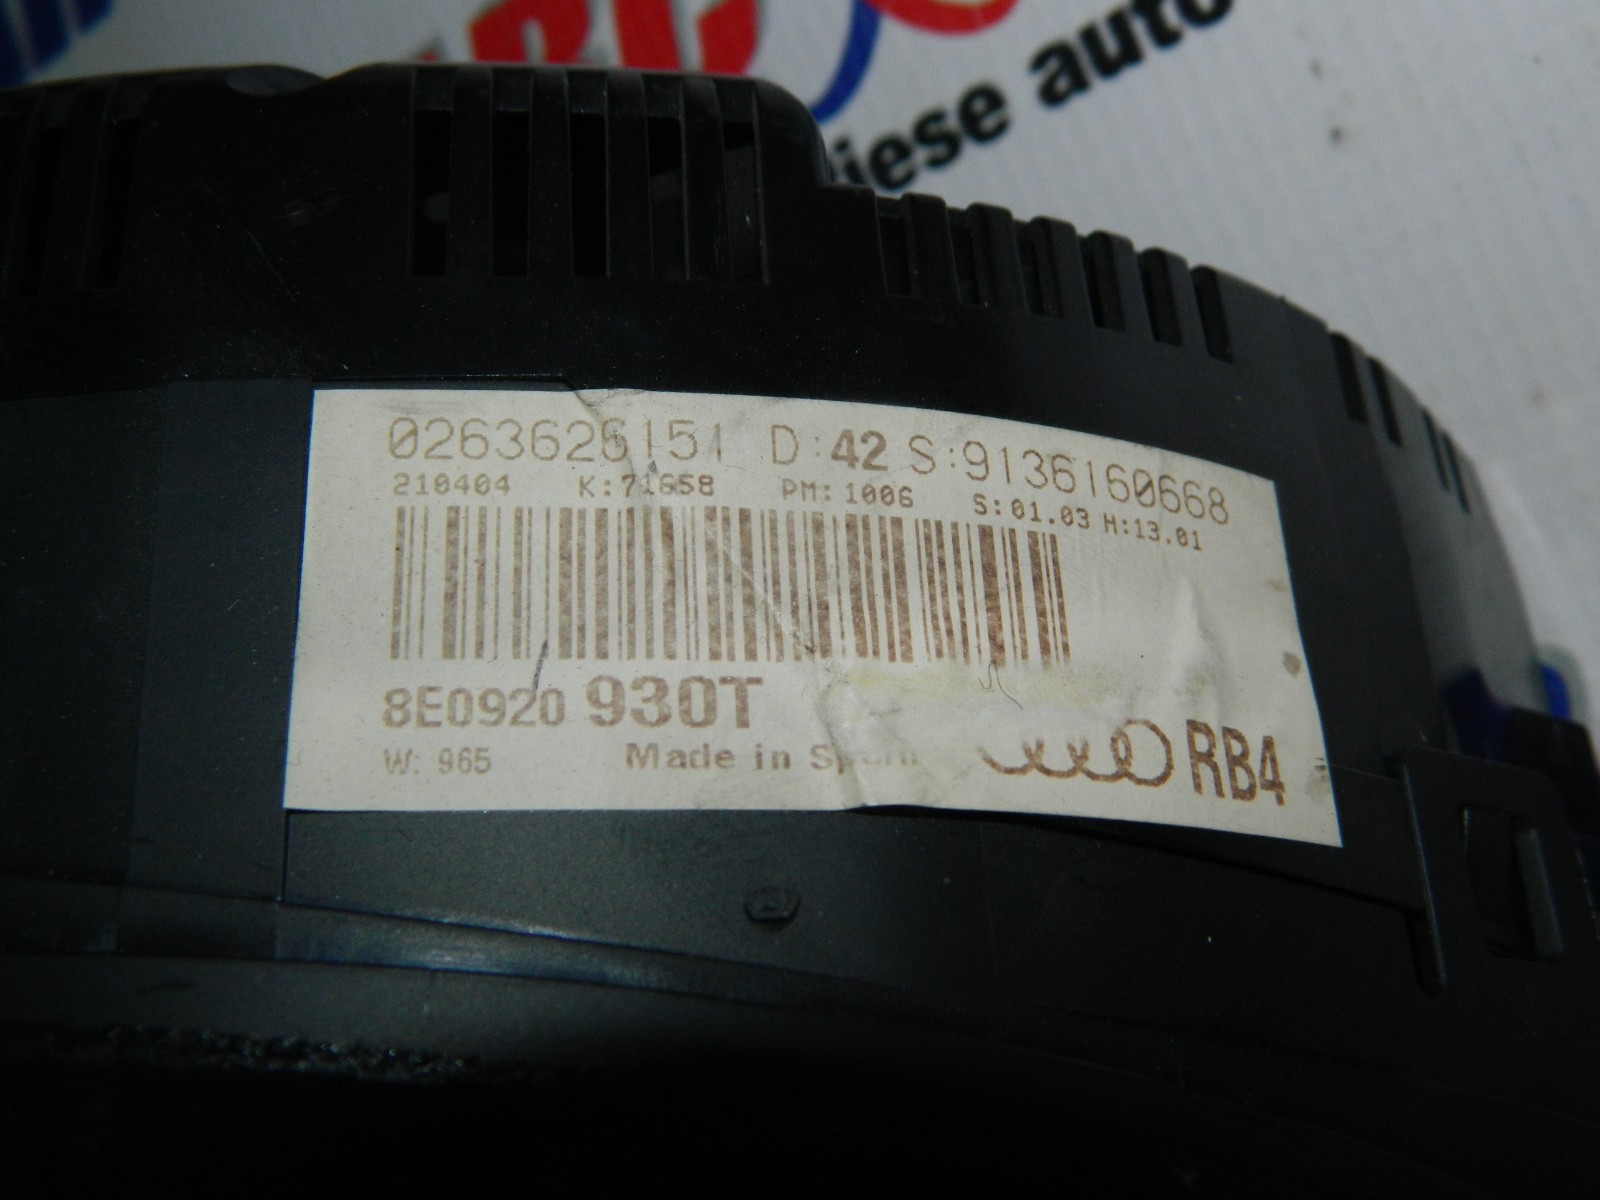 iese auto
0263626151 D:42 S:9136160668
210404 K:71658 PM:1006 S:01.03 H:13.01
8E0920 930T
W: 965 Made in RB4